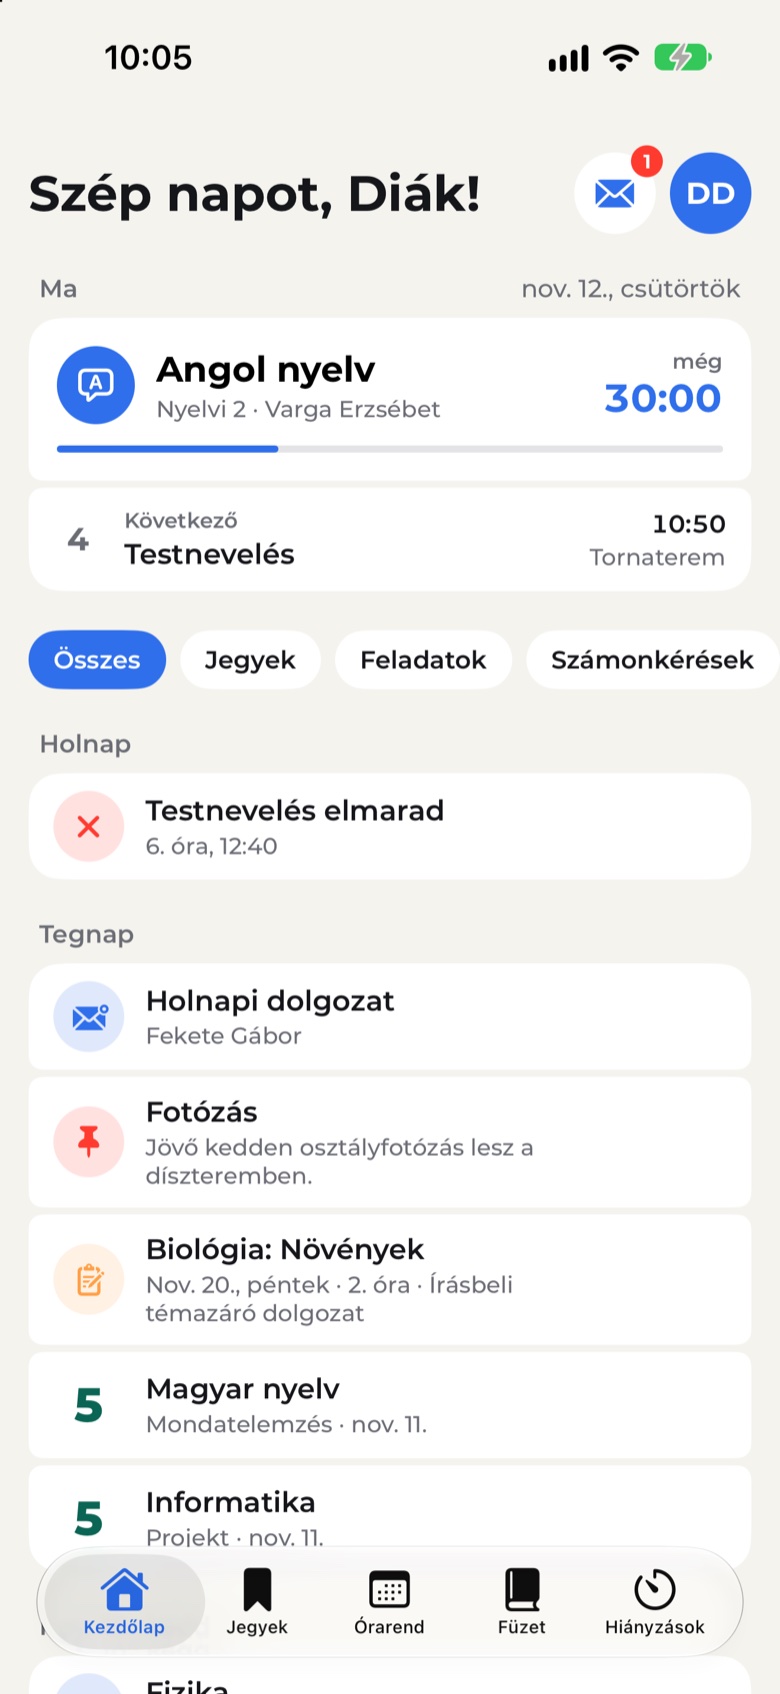 10:05
Szép napot, Diák!
1
DD
Ma
nov. 12., csütörtök
A
Angol nyelv
Nyelvi 2 · Varga Erzsébet
még
30:00
4
Következő
Testnevelés
10:50
Tornaterem
Összes
Jegyek
Feladatok
Számonkérések
Holnap
Testnevelés elmarad
6. óra, 12:40
Tegnap
Holnapi dolgozat
Fekete Gábor
Fotózás
Jövő kedden osztályfotózás lesz a
díszteremben.
Biológia: Növények
Nov. 20., péntek · 2. óra · Írásbeli
témazáró dolgozat
5
Magyar nyelv
Mondatelemzés · nov. 11.
5
Informatika
Projekt · nov. 11.
Kezdőlap
Jegyek
Órarend
Füzet
Hiányzások
Fizika